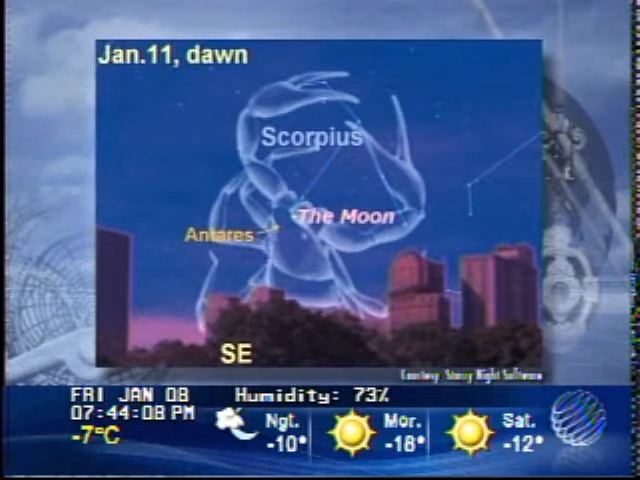 Jan.11, dawn
Scorpius
The Moon
Antares
SE
Courtesy: Starry Night Software
FRI JAN 08
Humidity: 73%
07:44:08 PM
-7°C
Ngt.
-10°
Mor.
-18°
Sat.
-12°